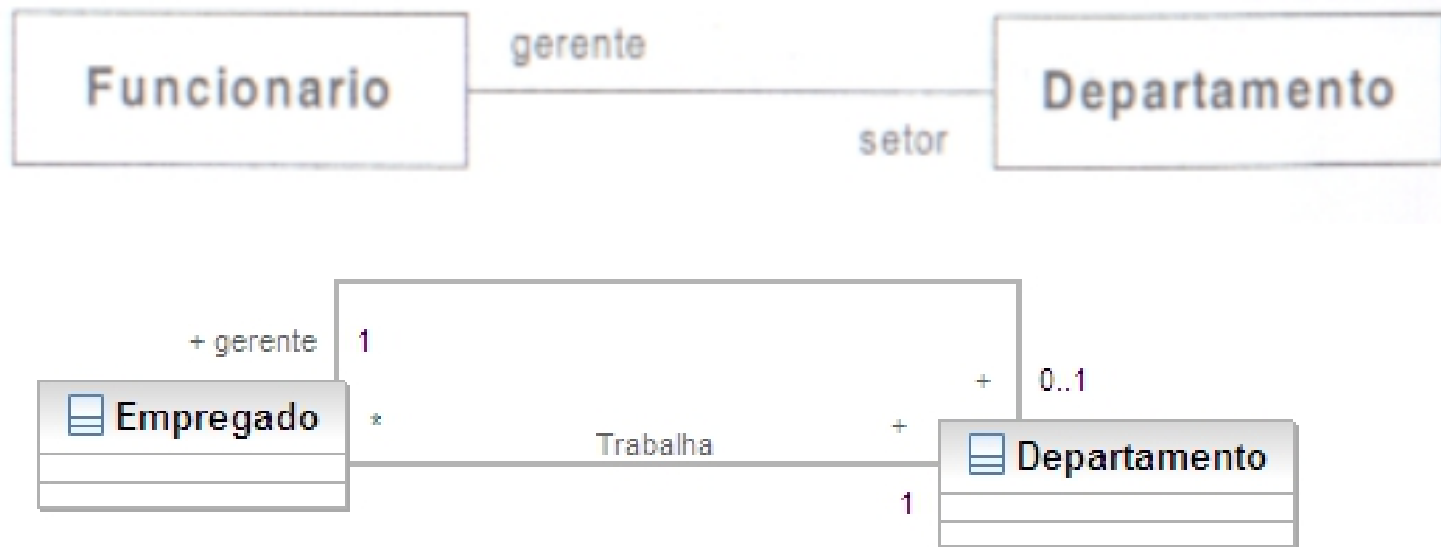 gerente
Funcionario
Departamento
setor
+ gerente 1
+ 0..1
Empregado
* Trabalha +
Departamento
1